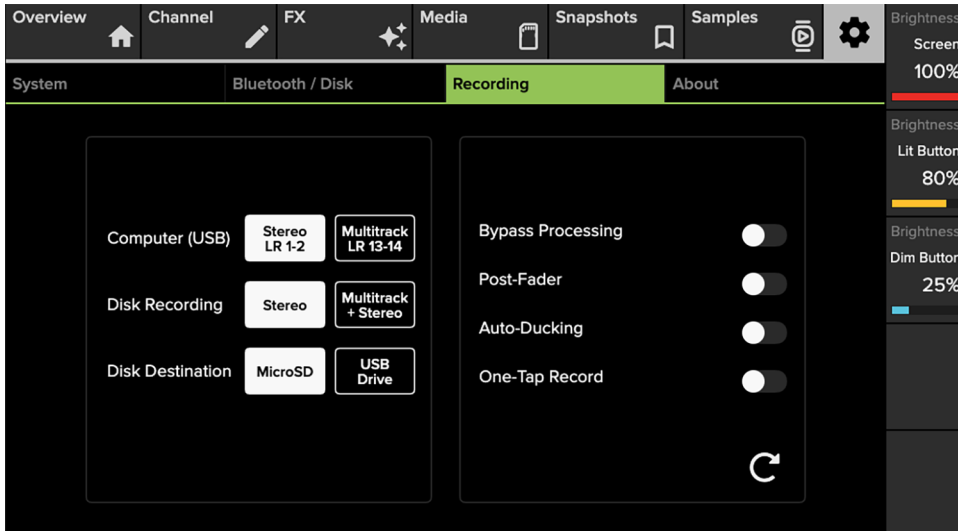 Overview
Channel
FX
Media
Snapshots
Samples
System
Bluetooth / Disk
Recording
About
Computer (USB)
Stereo
LR 1-2
Multitrack
LR 13-14
Disk Recording
Stereo
Multitrack
+ Stereo
Disk Destination
MicroSD
USB
Drive
Bypass Processing
Post-Fader
Auto-Ducking
One-Tap Record
Brightness
Screen
100%
Brightness
Lit Button
80%
Brightness
Dim Button
25%